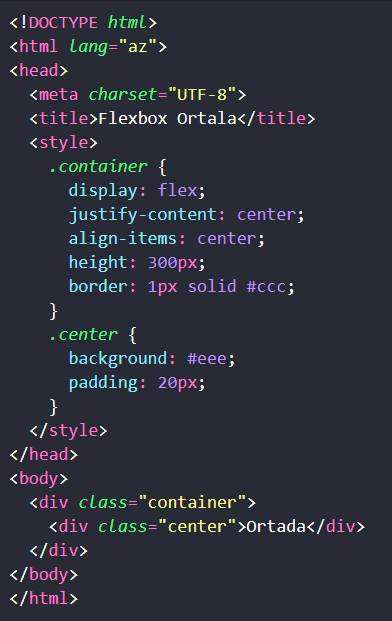 <!DOCTYPE html>
<html lang="az">
<head>
  <meta charset="UTF-8">
  <title>Flexbox Ortala</title>
  <style>
    .container {
      display: flex;
      justify-content: center;
      align-items: center;
      height: 300px;
      border: 1px solid #ccc;
    }
    .center {
      background: #eee;
      padding: 20px;
    }
  </style>
</head>
<body>
  <div class="container">
    <div class="center">Ortada</div>
  </div>
</body>
</html>